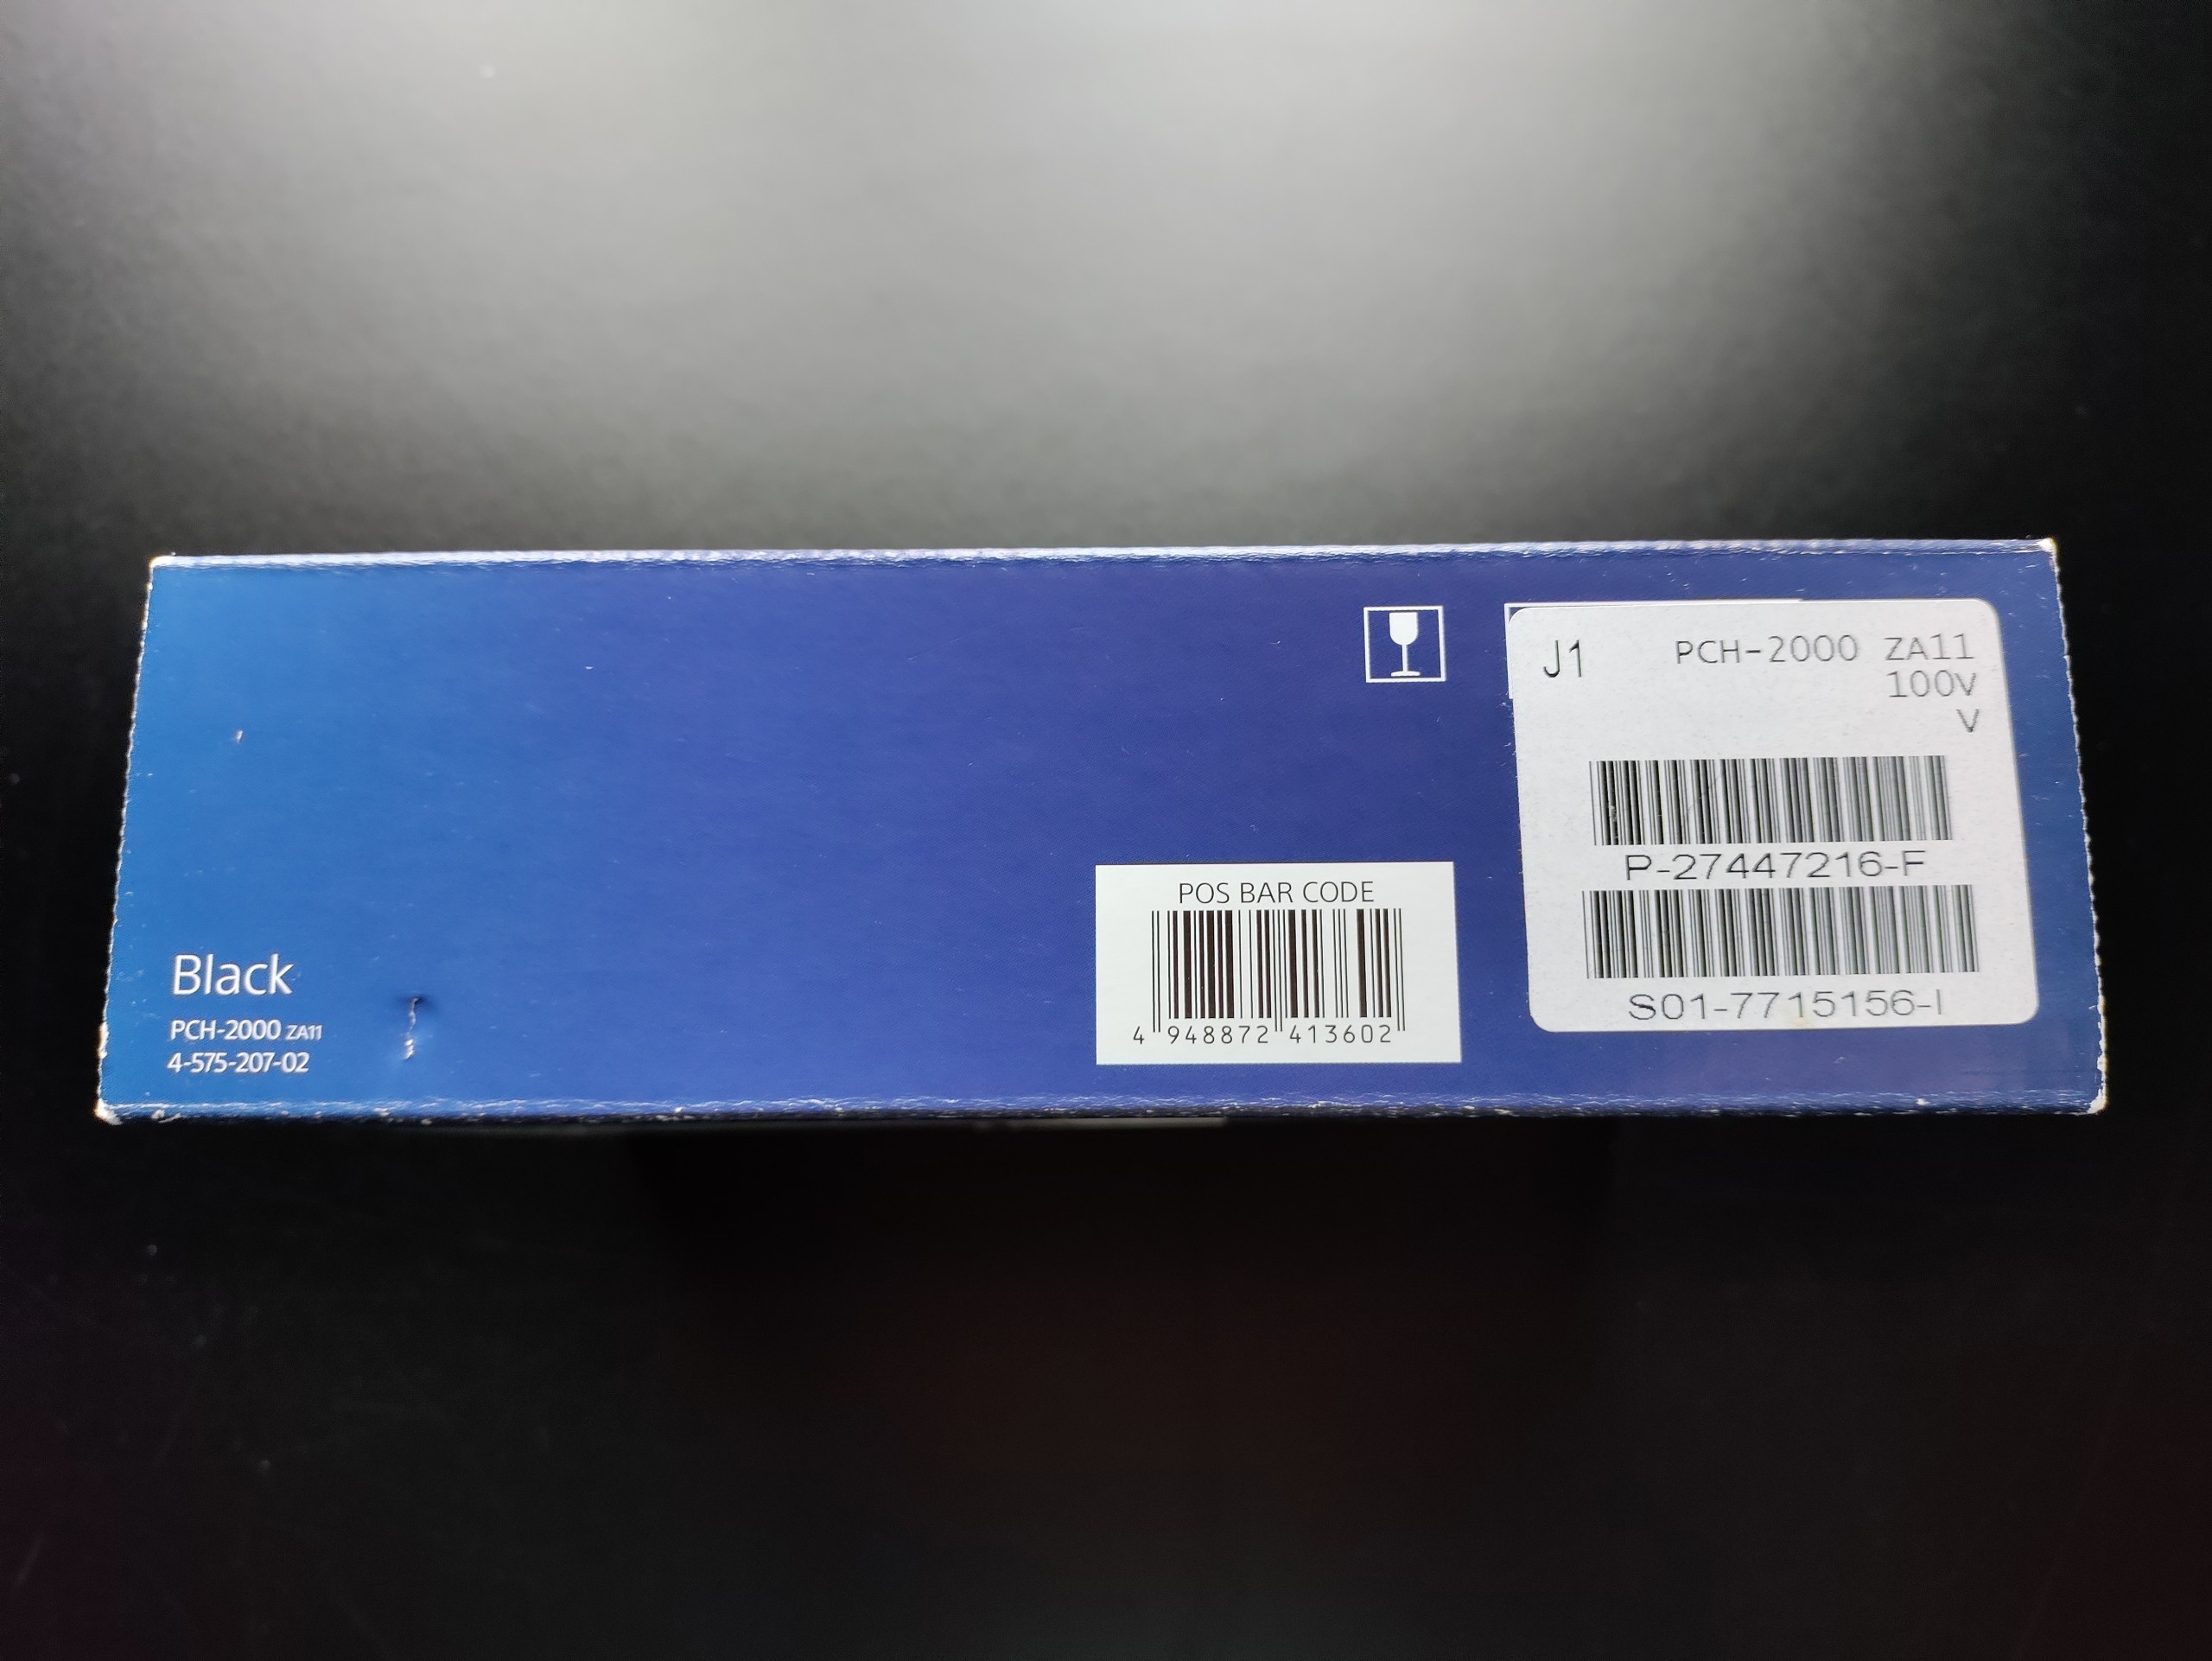 J1 PCH-2000 ZA11
100V
V
P-27447216-F
S01-7715156-I
POS BAR CODE
4 948872 413602
Black
PCH-2000 ZA11
4-575-207-02